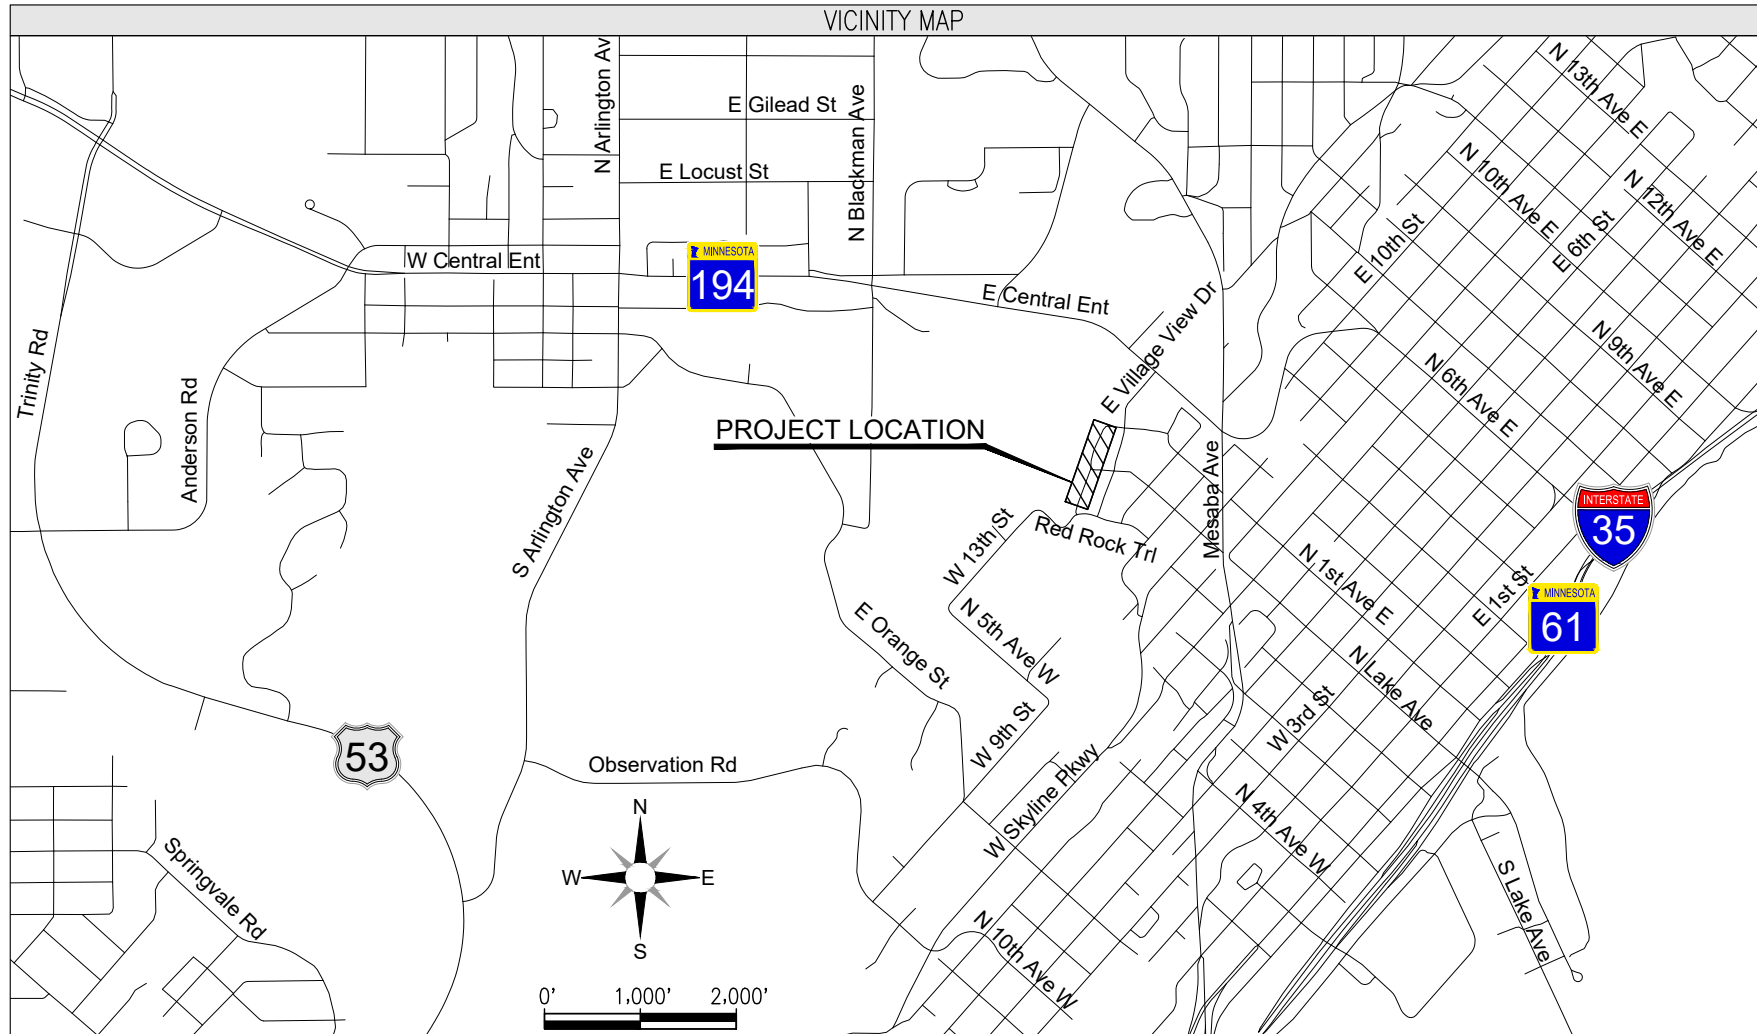 VICINITY MAP
N Arlington Av
N Blackman Ave
E Gilead St
E Locust St
N 13th Ave E
N 10th Ave E
N 12th Ave E
E 6th St
E 10th St
W Central Ent
MINNESOTA
194
E Central Ent
E Village View Dr
N 9th Ave E
N 6th Ave E
Trinity Rd
Anderson Rd
PROJECT LOCATION
S Arlington Ave
Mesaba Ave
INTERSTATE
35
W 13th St
Red Rock Trl
N 1st Ave E
E 1st St
MINNESOTA
61
N 5th Ave W
E Orange St
N Lake Ave
W 9th St
W 3rd St
53
Observation Rd
W Skyline Pkwy
N 4th Ave W
N
W
E
S
Springvale Rd
S Lake Ave
N 10th Ave W
0'
1,000'
2,000'